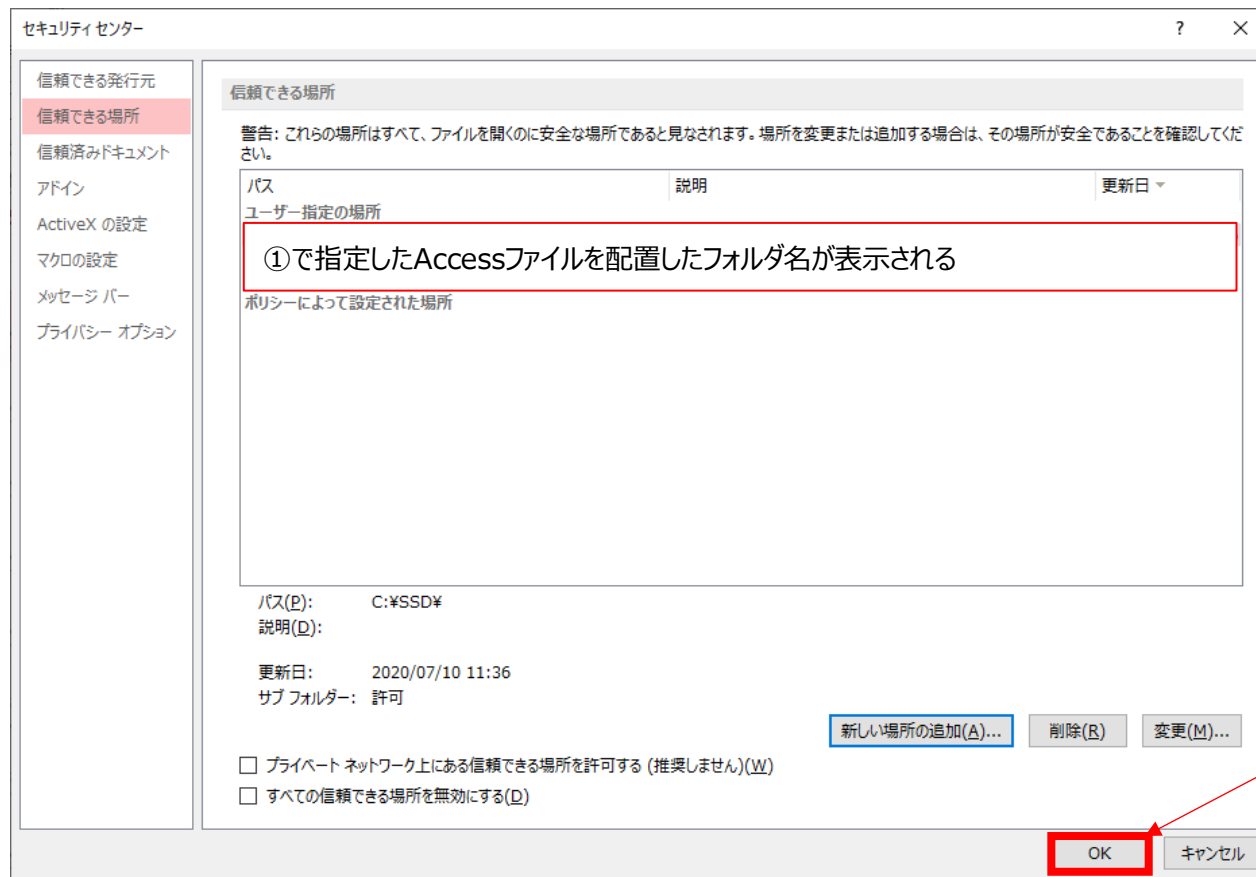 セキュリティ センター
?
信頼できる発行元
信頼できる場所
信頼済みドキュメント
アドイン
ActiveX の設定
マクロの設定
メッセージ バー
プライバシー オプション
信頼できる場所
警告: これらの場所はすべて、ファイルを開くのに安全な場所であると見なされます。場所を変更または追加する場合は、その場所が安全であることを確認してくだ
さい。
パス 説明 更新日
ユーザー指定の場所
①で指定したAccessファイルを配置したフォルダ名が表示される
ポリシーによって設定された場所
パス(P): C:¥SSD¥
説明(D):
更新日: 2020/07/10 11:36
サブ フォルダー: 許可
新しい場所の追加(A)... 削除(R) 変更(M)...
プライベート ネットワーク上にある信頼できる場所を許可する (推奨しません)(W)
すべての信頼できる場所を無効にする(D)
OK キャンセル